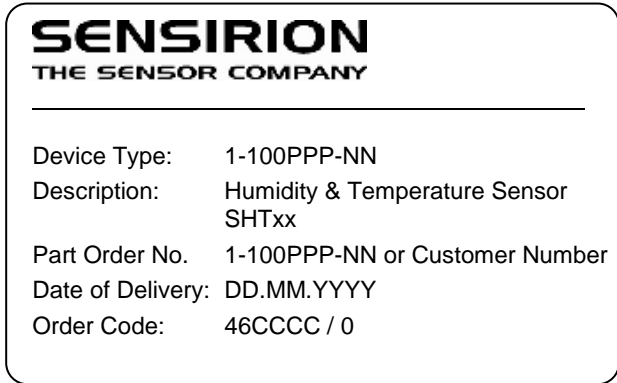 SENSIRION
THE SENSOR COMPANY
Device Type: 1-100PPP-NN
Description: Humidity & Temperature Sensor
SHTxx
Part Order No. 1-100PPP-NN or Customer Number
Date of Delivery: DD.MM.YYYY
Order Code: 46CCCC / 0